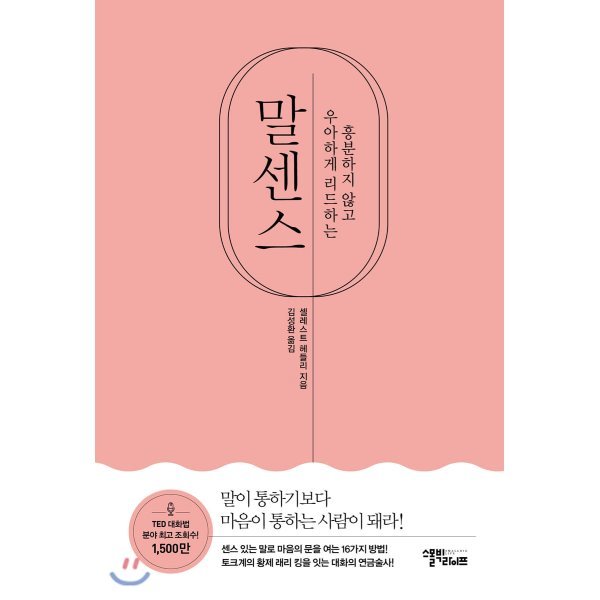 흥분하지 않고
우아하게 리드하는
말센스
셀레스트 헤들리 지음
김성환 옮김
말이 통하기보다
마음이 통하는 사람이 돼라!
TED 대화법
분야 최고 조회수!
1,500만
센스 있는 말로 마음의 문을 여는 16가지 방법!
토크계의 황제 래리 킹을 잇는 대화의 연금술사!
스몰빅라이프